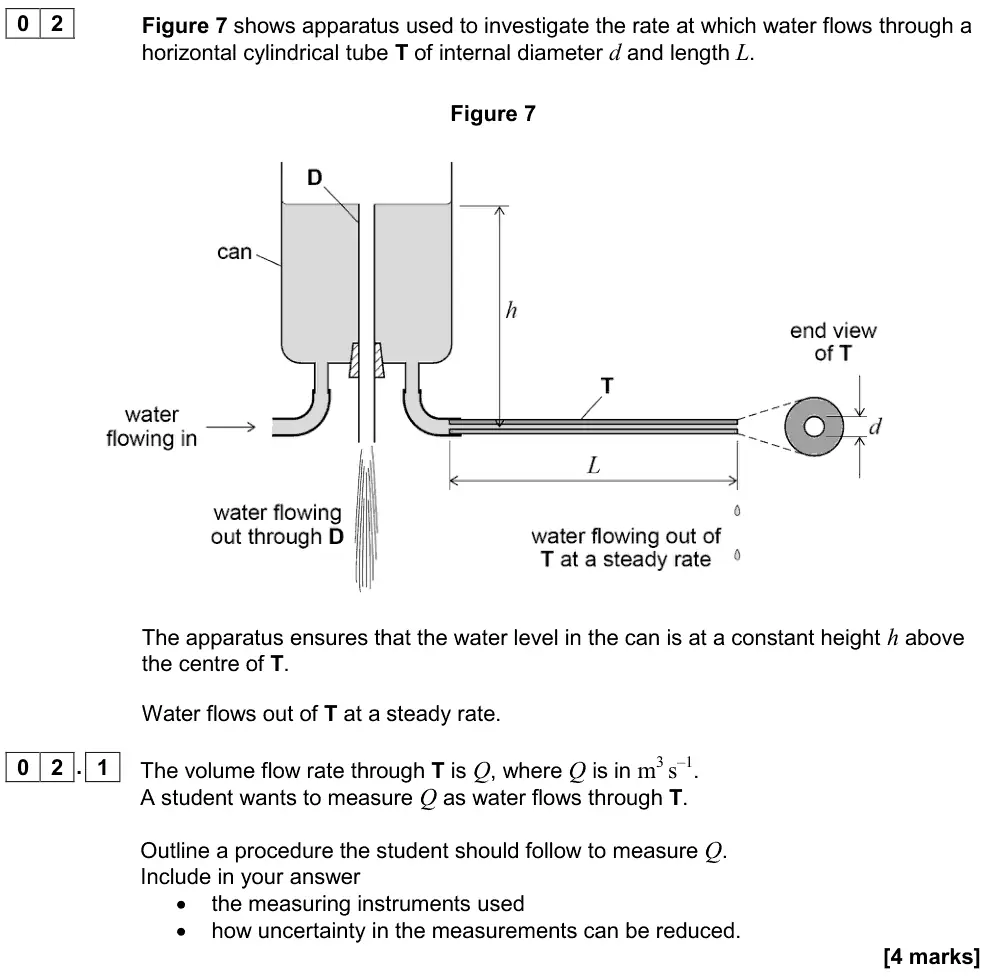 0 2
Figure 7 shows apparatus used to investigate the rate at which water flows through a
horizontal cylindrical tube T of internal diameter d and length L.
Figure 7
D
can
h
end view
of T
T
water
flowing in
d
L
water flowing
out through D
water flowing out of
T at a steady rate
The apparatus ensures that the water level in the can is at a constant height h above
the centre of T.
Water flows out of T at a steady rate.
0 2 . 1
The volume flow rate through T is Q, where Q is in m³ s⁻¹.
A student wants to measure Q as water flows through T.
Outline a procedure the student should follow to measure Q.
Include in your answer
• the measuring instruments used
• how uncertainty in the measurements can be reduced.
[4 marks]